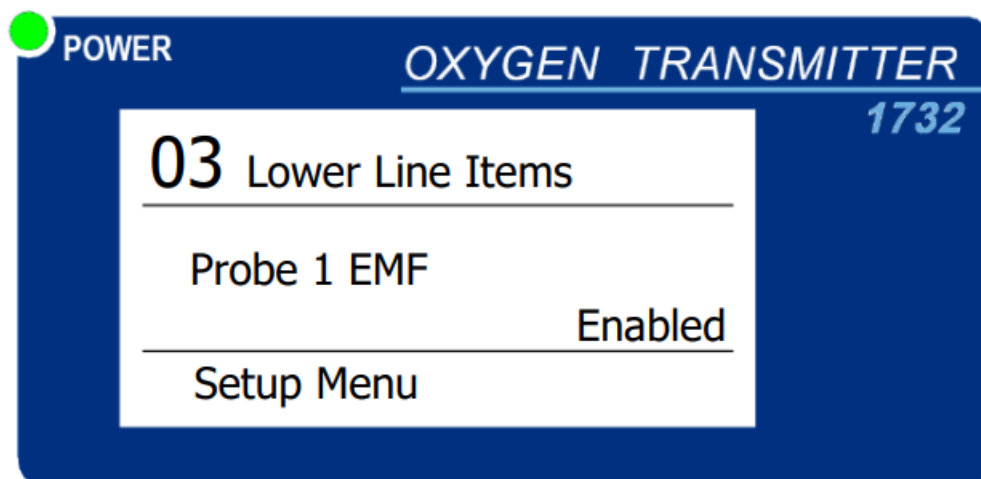 POWER
OXYGEN TRANSMITTER
1732
03 Lower Line Items
Probe 1 EMF
Enabled
Setup Menu